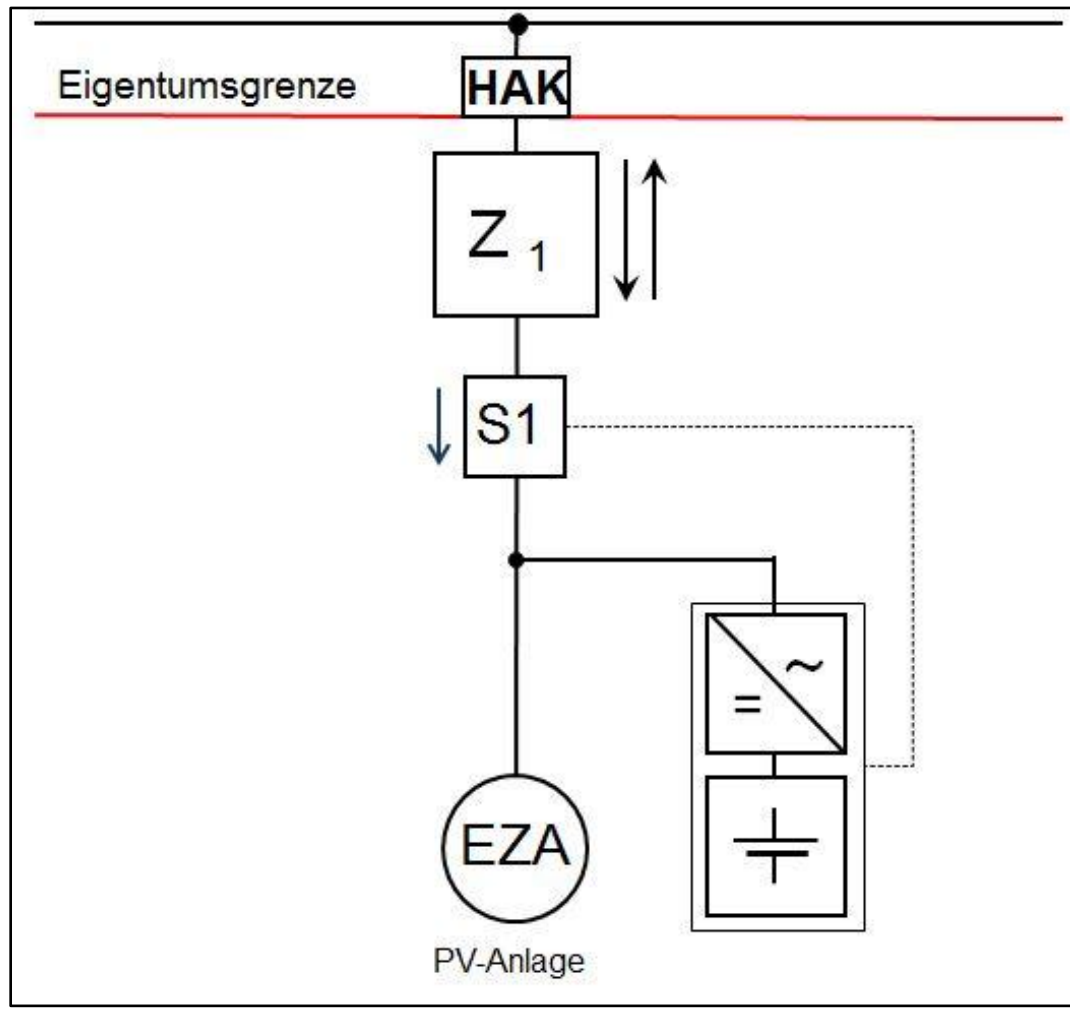 Eigentumsgrenze
HAK
Z 1
S1
~
=
EZA
PV-Anlage